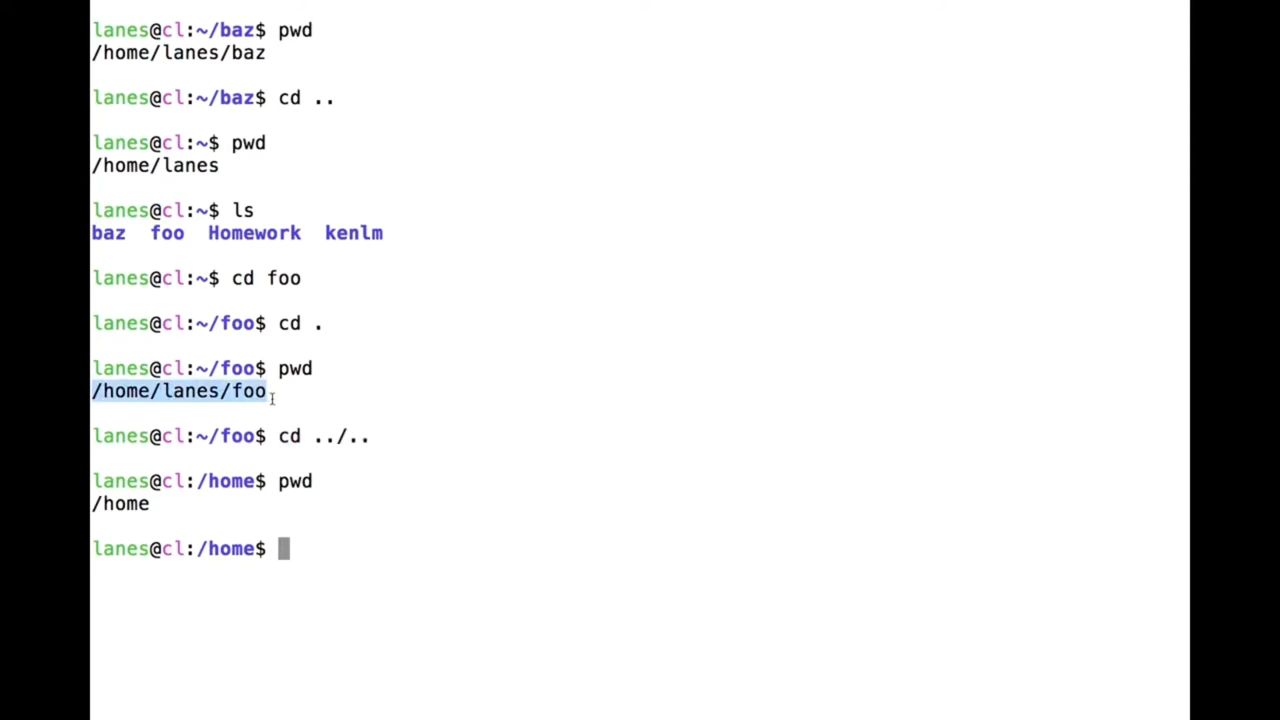 lanes@cl:~/baz$ pwd
/home/lanes/baz
lanes@cl:~/baz$ cd ..
lanes@cl:~$ pwd
/home/lanes
lanes@cl:~$ ls
baz  foo  Homework  kenlm
lanes@cl:~$ cd foo
lanes@cl:~/foo$ cd .
lanes@cl:~/foo$ pwd
/home/lanes/foo
lanes@cl:~/foo$ cd ../..
lanes@cl:/home$ pwd
/home
lanes@cl:/home$